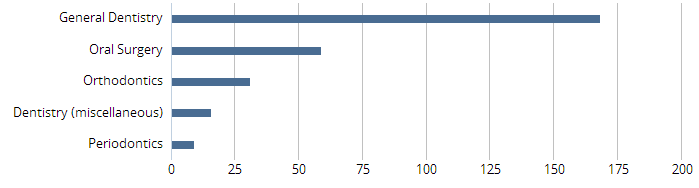 General Dentistry
Oral Surgery
Orthodontics
Dentistry (miscellaneous)
Periodontics
0 25 50 75 100 125 150 175 200